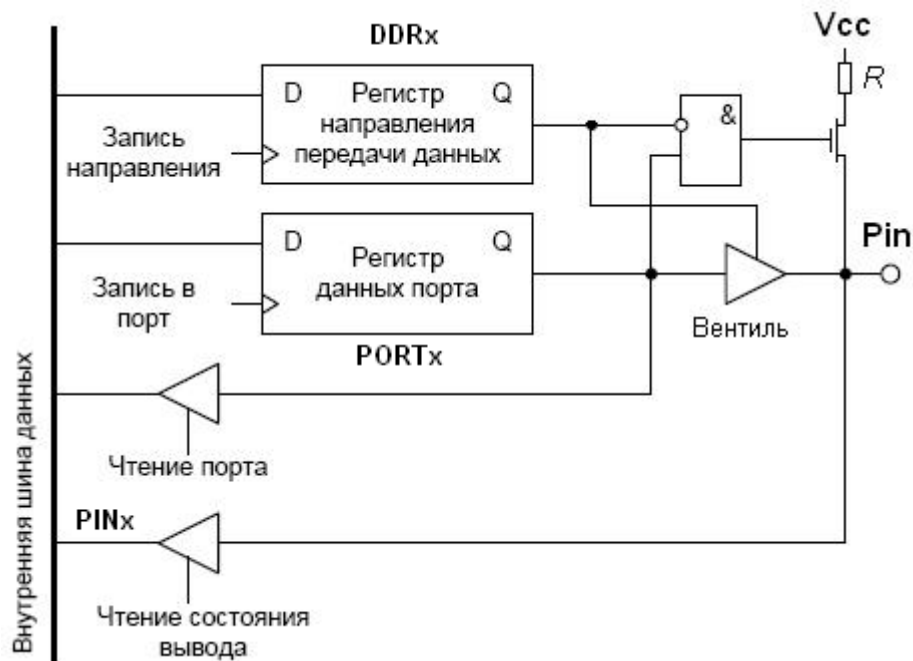 DDRx
Vcc
D
Регистр
направления
передачи данных
Q
&
R
Запись
направления
D
Регистр
данных порта
Q
Pin
Запись в
порт
Вентиль
PORTx
Чтение порта
PINx
Чтение состояния
вывода
Внутренняя шина данных